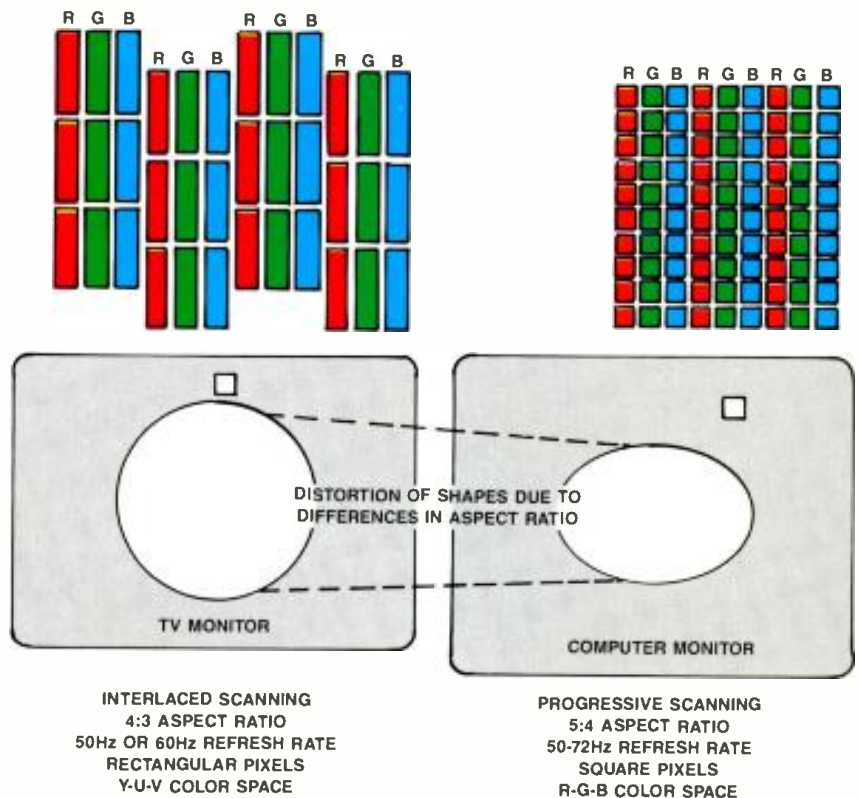 R G B
R G B
R G B
R G B
R G B R G B R G B
DISTORTION OF SHAPES DUE TO
DIFFERENCES IN ASPECT RATIO
TV MONITOR
COMPUTER MONITOR
INTERLACED SCANNING
4:3 ASPECT RATIO
50Hz OR 60Hz REFRESH RATE
RECTANGULAR PIXELS
Y-U-V COLOR SPACE
PROGRESSIVE SCANNING
5:4 ASPECT RATIO
50-72Hz REFRESH RATE
SQUARE PIXELS
R-G-B COLOR SPACE